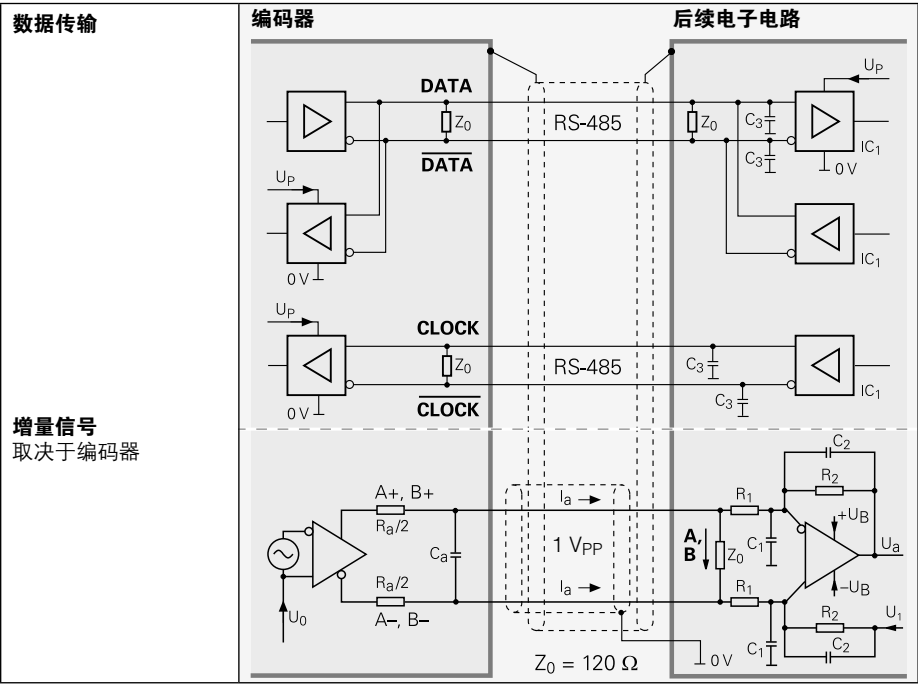 数据传输
编码器
后续电子电路
DATA
Z0
DATA
RS-485
Z0
C3
C3
UP
IC1
0 V
UP
0 V
IC1
UP
CLOCK
Z0
CLOCK
0 V
RS-485
C3
C3
IC1
增量信号
取决于编码器
A+, B+
Ra/2
Ca
Ra/2
A−, B−
U0
Ia
1 VPP
Ia
Z0 = 120 Ω
0 V
A,
B
Z0
R1
C1
R1
C1
C2
R2
+UB
Ua
−UB
R2
U1
C2